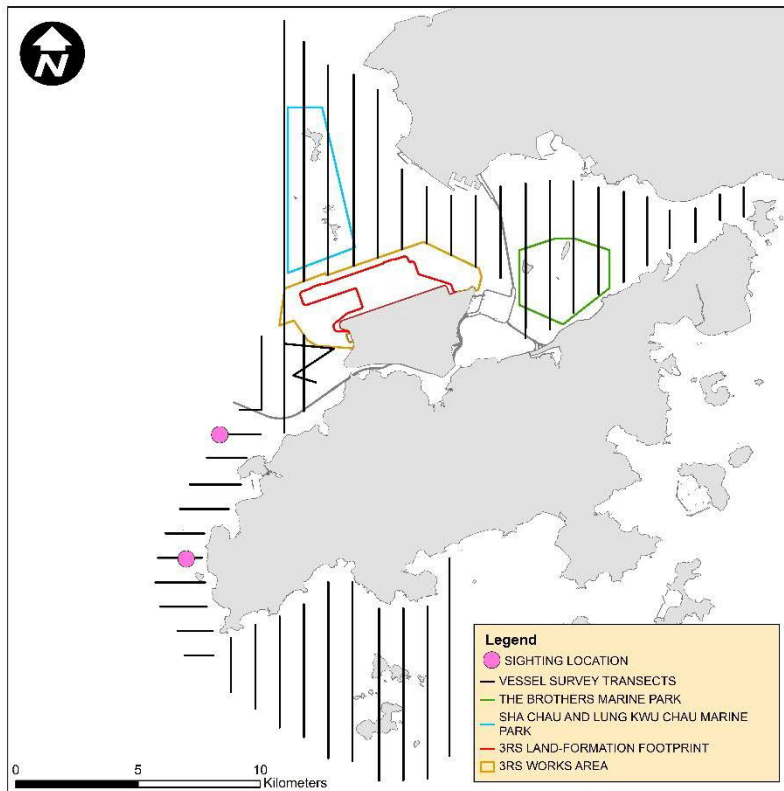 N
Legend
SIGHTING LOCATION
VESSEL SURVEY TRANSECTS
THE BROTHERS MARINE PARK
SHA CHAU AND LUNG KWU CHAU MARINE
PARK
3RS LAND-FORMATION FOOTPRINT
3RS WORKS AREA
0 5 10
Kilometers